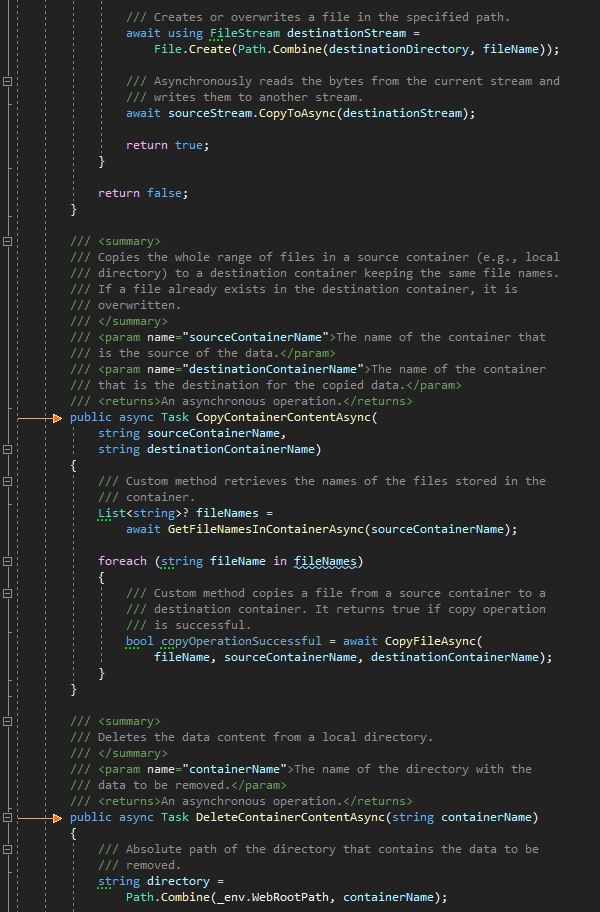 /// Creates or overwrites a file in the specified path.
await using FileStream destinationStream =
File.Create(Path.Combine(destinationDirectory, fileName));
/// Asynchronously reads the bytes from the current stream and
/// writes them to another stream.
await sourceStream.CopyToAsync(destinationStream);
return true;
}
return false;
}
/// <summary>
/// Copies the whole range of files in a source container (e.g., local
/// directory) to a destination container keeping the same file names.
/// If a file already exists in the destination container, it is
/// overwritten.
/// </summary>
/// <param name="sourceContainerName">The name of the container that
/// is the source of the data.</param>
/// <param name="destinationContainerName">The name of the container
/// that is the destination for the copied data.</param>
/// <returns>An asynchronous operation.</returns>
public async Task CopyContainerContentAsync(
string sourceContainerName,
string destinationContainerName)
{
/// Custom method retrieves the names of the files stored in the
/// container.
List<string>? fileNames =
await GetFileNamesInContainerAsync(sourceContainerName);
foreach (string fileName in fileNames)
{
/// Custom method copies a file from a source container to a
/// destination container. It returns true if copy operation
/// is successful.
bool copyOperationSuccessful = await CopyFileAsync(
fileName, sourceContainerName, destinationContainerName);
}
}
/// <summary>
/// Deletes the data content from a local directory.
/// </summary>
/// <param name="containerName">The name of the directory with the
/// data to be removed.</param>
/// <returns>An asynchronous operation.</returns>
public async Task DeleteContainerContentAsync(string containerName)
{
/// Absolute path of the directory that contains the data to be
/// removed.
string directory =
Path.Combine(_env.WebRootPath, containerName);